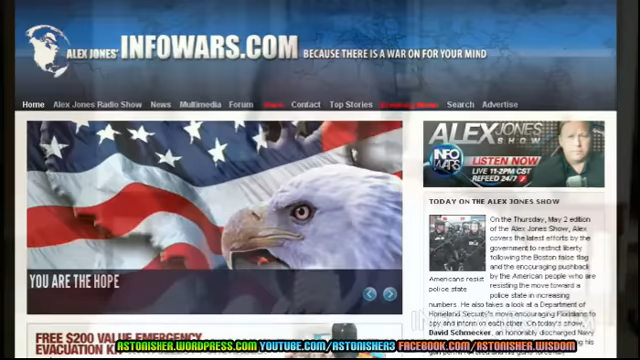 ALEX JONES' INFOWARS.COM BECAUSE THERE IS A WAR ON FOR YOUR MIND
Home Alex Jones Radio Show News Multimedia Forum Contact Top Stories Search Advertise
ALEX JONES
SHOW
INFO
WARS
LISTEN NOW
LIVE 11-2PM CST
REFEED 24/7
TODAY ON THE ALEX JONES SHOW
On the Thursday, May 2 edition
of the Alex Jones Show, Alex
covers the latest efforts by the
government to restrict liberty
following the Boston false flag
and the encouraging pushback
by the American people who are
resisting the move toward a
police state in increasing
numbers. He also takes a look at a Department of
Homeland Security's move encouraging Floridians to
spy and inform on each other. On today's show,
David Schmecker, an honorably discharged Navy
Americans resist
police state
YOU ARE THE HOPE
FREE $200 VALUE EMERGENCY
EVACUATION
ASTONISHER.WORDPRESS.COM YOUTUBE.COM/ASTONISHER3 FACEBOOK.COM/ASTONISHER.WISDOM